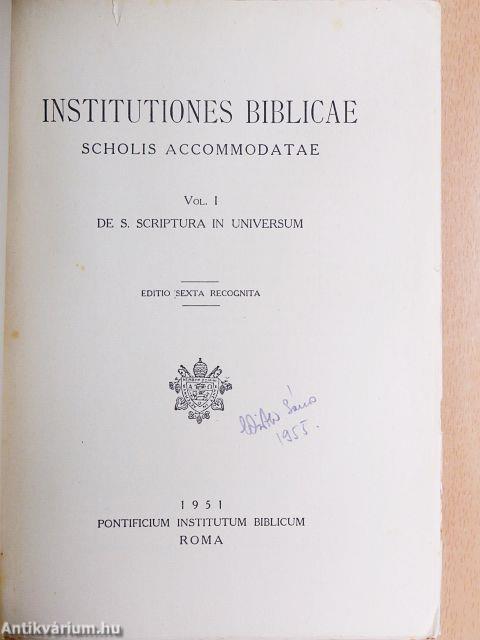 INSTITUTIONES BIBLICAE
SCHOLIS ACCOMMODATAE
VOL. I
DE S. SCRIPTURA IN UNIVERSUM
EDITIO SEXTA RECOGNITA
1955.
1951
PONTIFICIUM INSTITUTUM BIBLICUM
ROMA
Antikvárium.hu